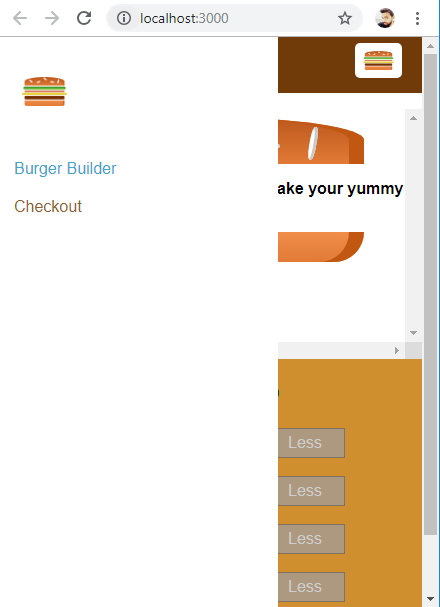 localhost:3000
Burger Builder
Checkout
ake your yummy
Less
Less
Less
Less